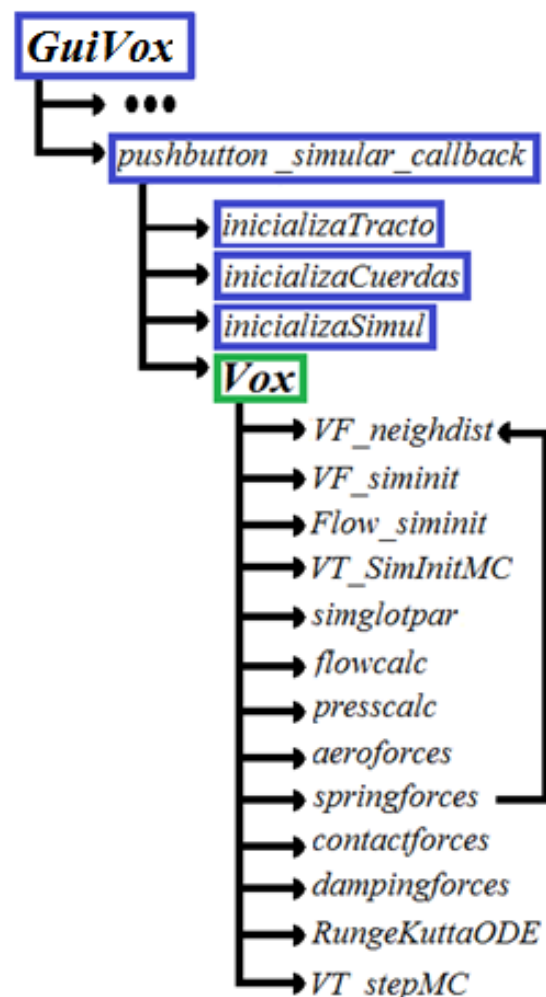 GuiVox
...
pushbutton_simular_callback
inicializaTracto
inicializaCuerdas
inicializaSimul
Vox
VF_neighdist
VF_siminit
Flow_siminit
VT_SimInitMC
simglotpar
flowcalc
presscalc
aeroforces
springforces
contactforces
dampingforces
RungeKuttaODE
VT_stepMC